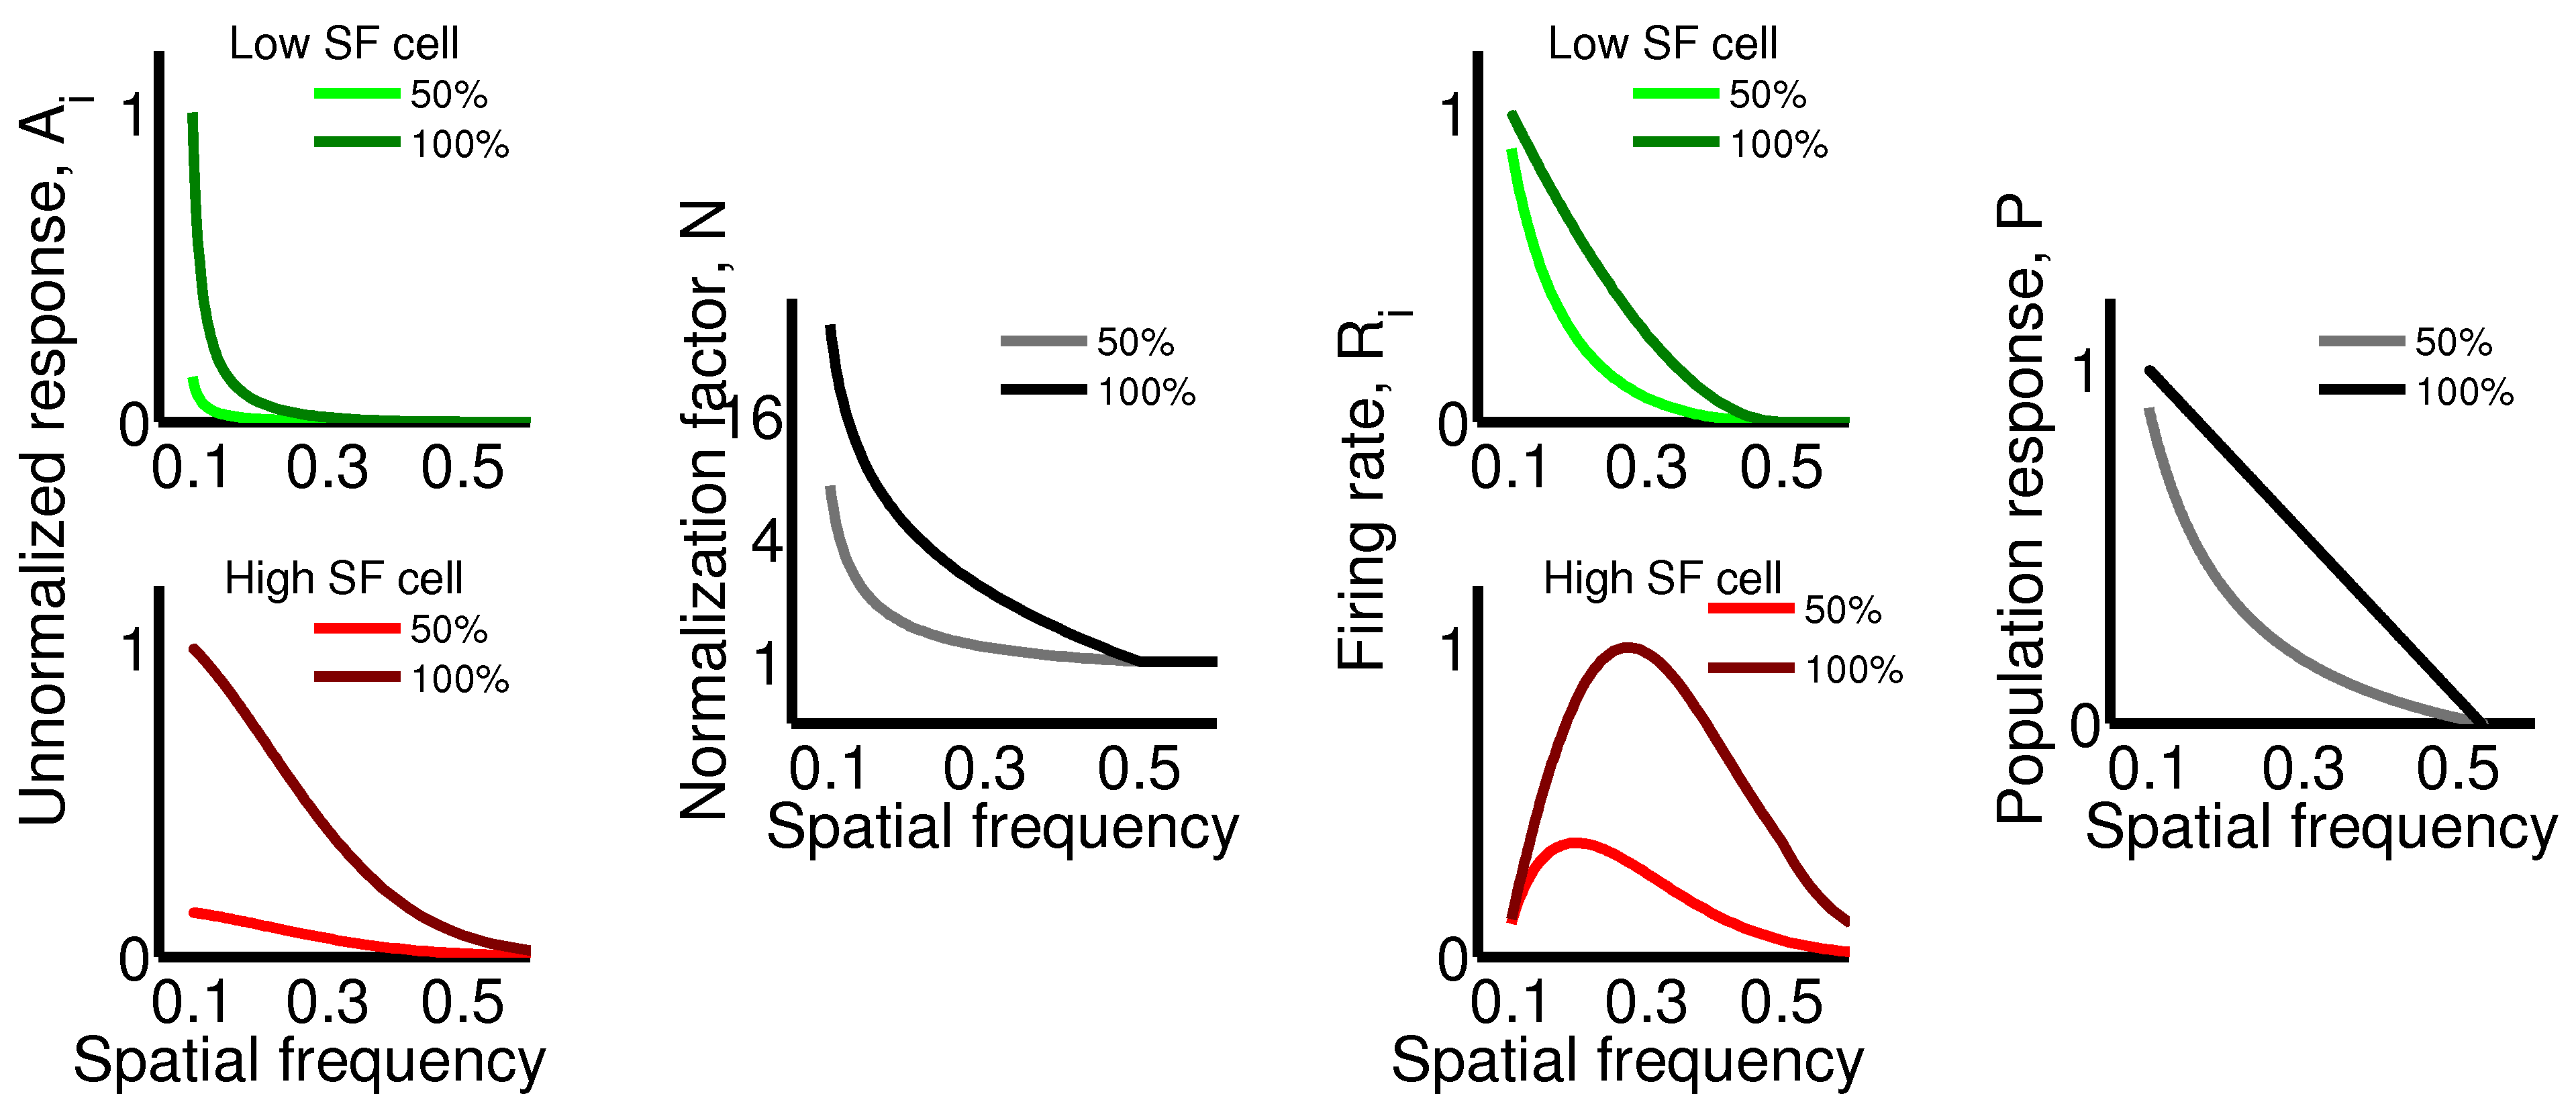 Unnormalized response, Ai
Low SF cell
50%
100%
1
0
0.1 0.3 0.5
High SF cell
50%
100%
1
0
0.1 0.3 0.5
Spatial frequency
Normalization factor, N
50%
100%
16
4
1
0.1 0.3 0.5
Spatial frequency
Firing rate, Ri
Low SF cell
50%
100%
1
0
0.1 0.3 0.5
High SF cell
50%
100%
1
0
0.1 0.3 0.5
Spatial frequency
Population response, P
50%
100%
1
0
0.1 0.3 0.5
Spatial frequency